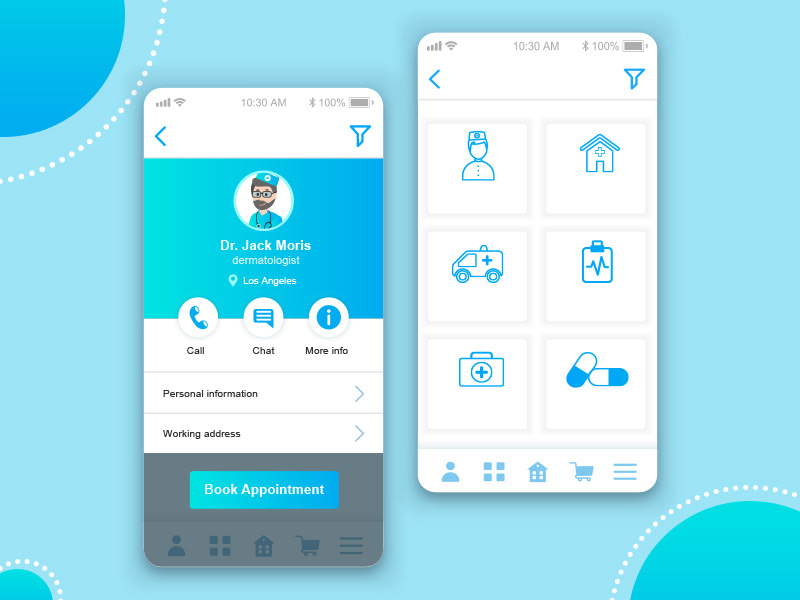 10:30 AM
100%
Dr. Jack Moris
dermatologist
Los Angeles
Call
Chat
More info
Personal information
Working address
Book Appointment
10:30 AM
100%